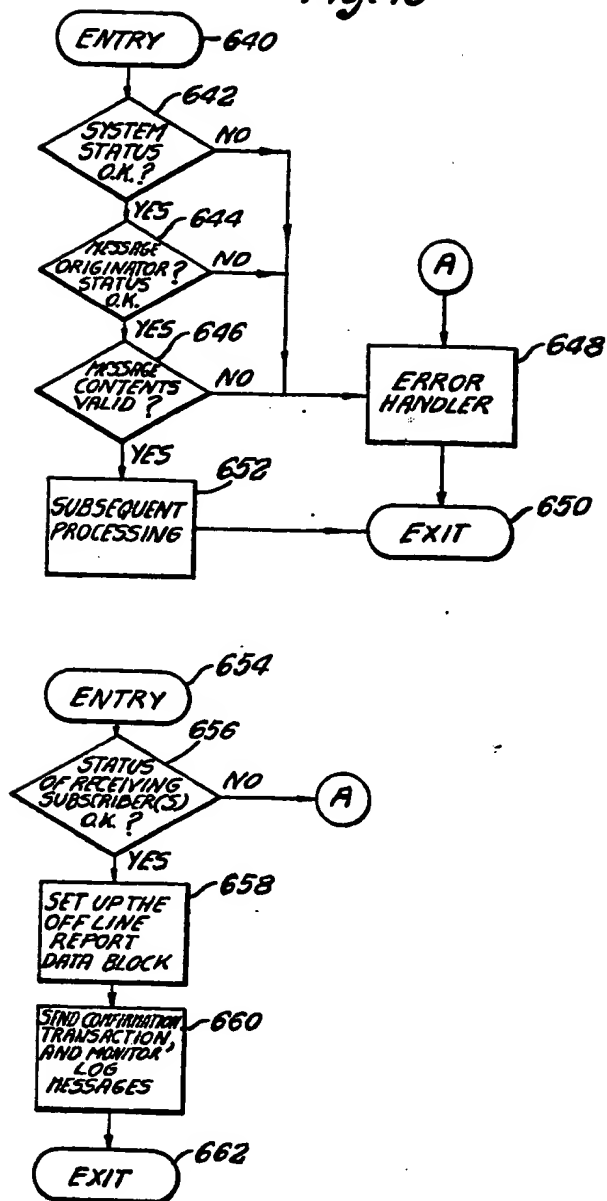 ENTRY 640
642
SYSTEM
STATUS
O.K.?
NO
YES
644
MESSAGE
ORIGINATOR?
STATUS
O.K.
NO
YES
646
MESSAGE
CONTENTS
VALID
?
NO
YES
A
648
ERROR
HANDLER
652
SUBSEQUENT
PROCESSING
650
EXIT
654
ENTRY
656
STATUS
OF RECEIVING
SUBSCRIBER(S)
O.K. ?
NO
A
YES
658
SET UP THE
OFF LINE
REPORT
DATA BLOCK
660
SEND CONFIRMATION
TRANSACTION,
AND MONITOR
LOG
MESSAGES
662
EXIT